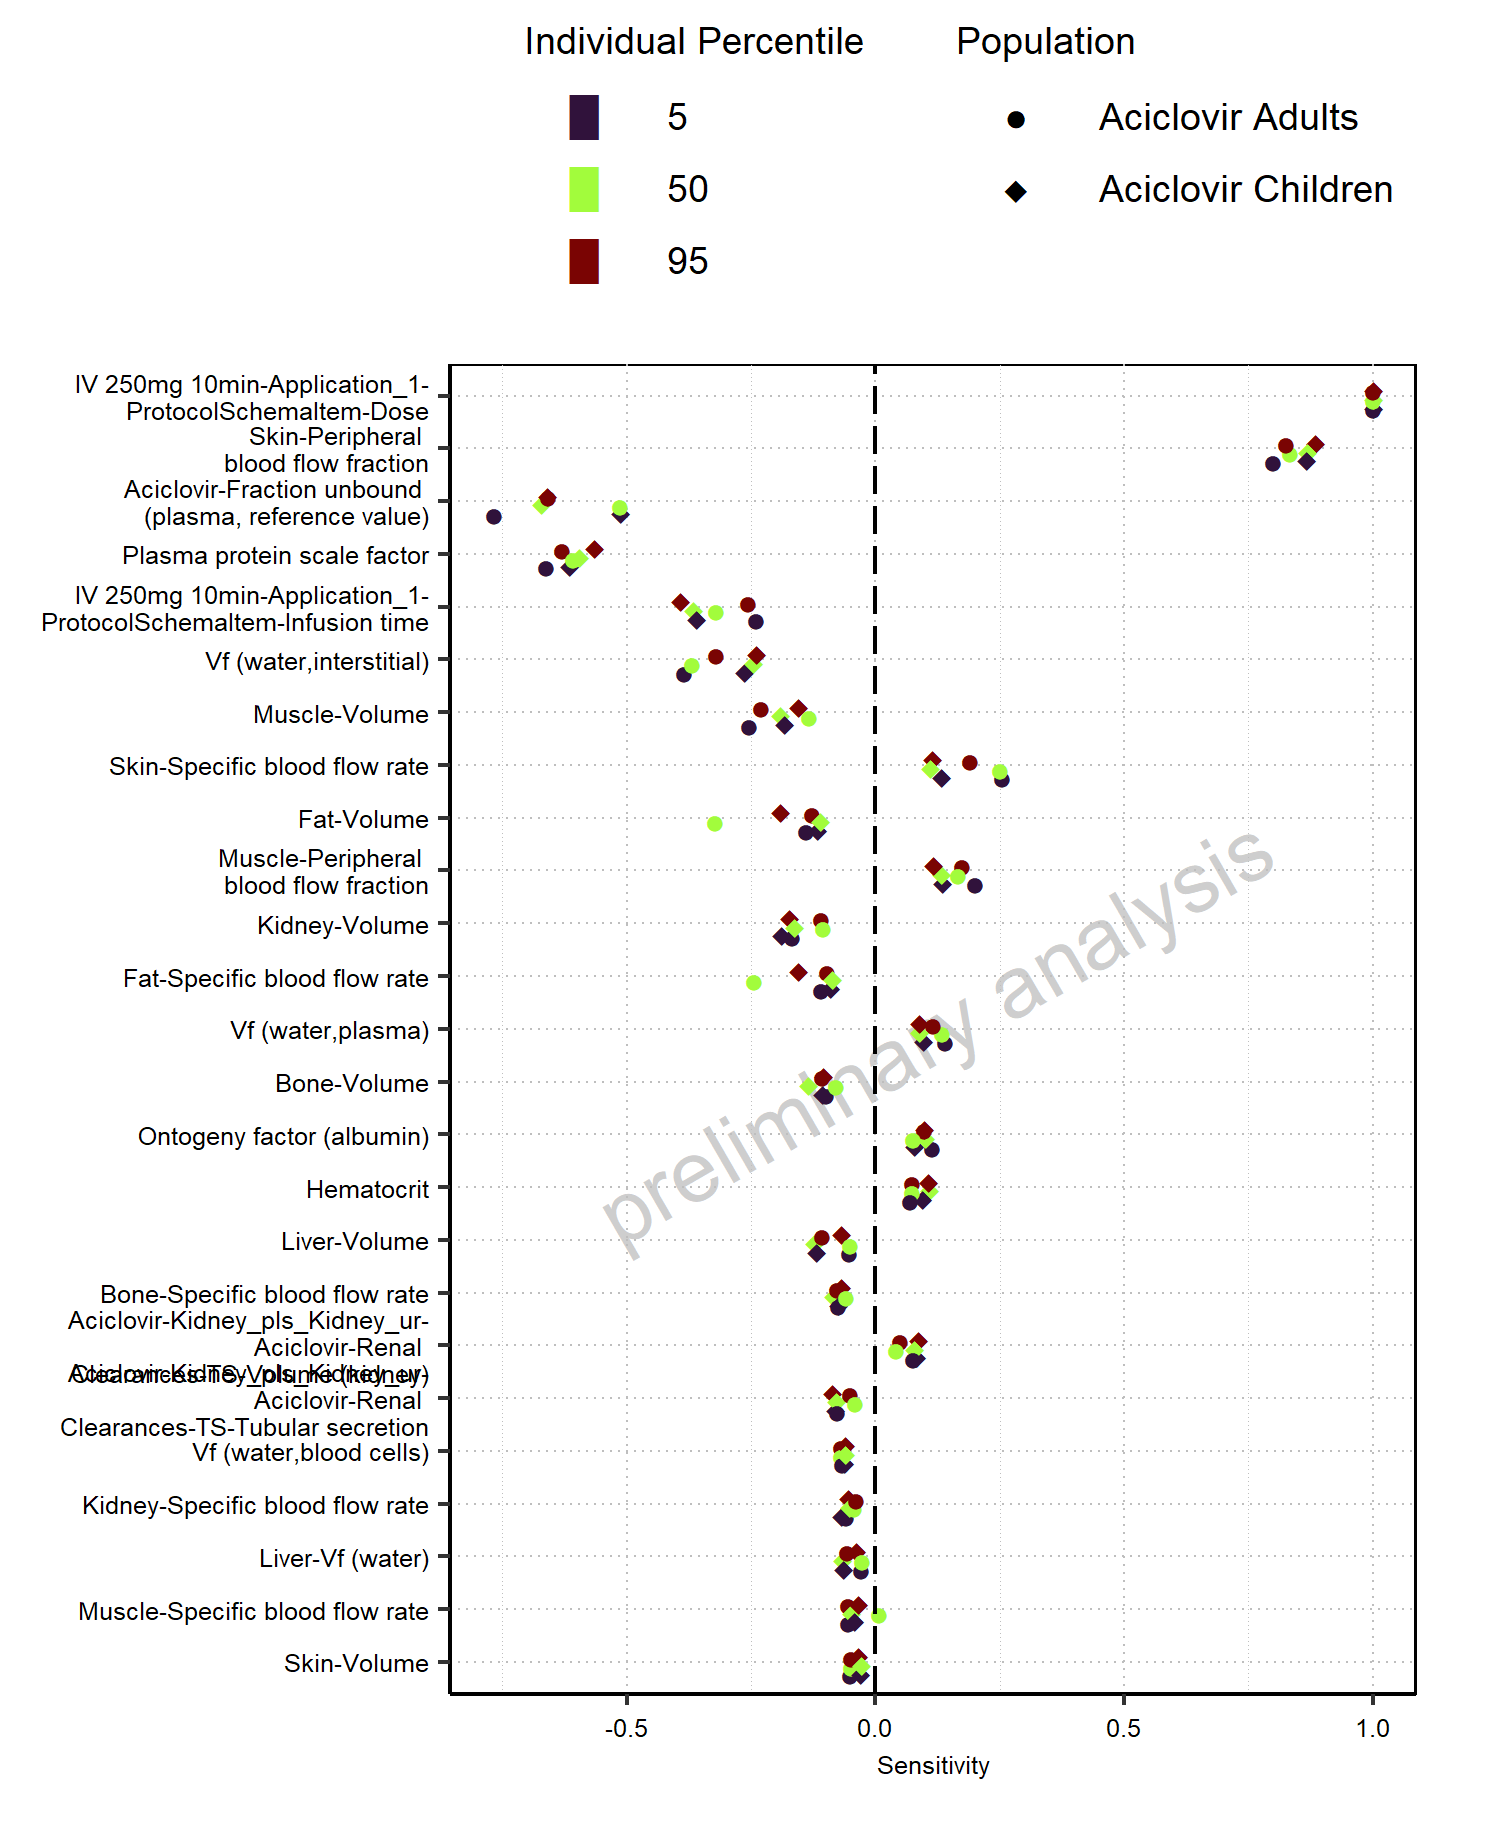 Individual Percentile
Population
5
50
95
Aciclovir Adults
Aciclovir Children
IV 250mg 10min-Application_1-
ProtocolSchemaItem-Dose
Skin-Peripheral
blood flow fraction
Aciclovir-Fraction unbound
(plasma, reference value)
Plasma protein scale factor
IV 250mg 10min-Application_1-
ProtocolSchemaItem-Infusion time
Vf (water,interstitial)
Muscle-Volume
Skin-Specific blood flow rate
Fat-Volume
Muscle-Peripheral
blood flow fraction
Kidney-Volume
Fat-Specific blood flow rate
Vf (water,plasma)
Bone-Volume
Ontogeny factor (albumin)
Hematocrit
Liver-Volume
Bone-Specific blood flow rate
Aciclovir-Kidney_pls_Kidney_ur-
Aciclovir-Renal
Clearances-TS-Volume (kidney)
Aciclovir-Kidney_pls_Kidney_ur-
Aciclovir-Renal
Clearances-TS-Tubular secretion
Vf (water,blood cells)
Kidney-Specific blood flow rate
Liver-Vf (water)
Muscle-Specific blood flow rate
Skin-Volume
preliminary analysis
-0.5
0.0
0.5
1.0
Sensitivity